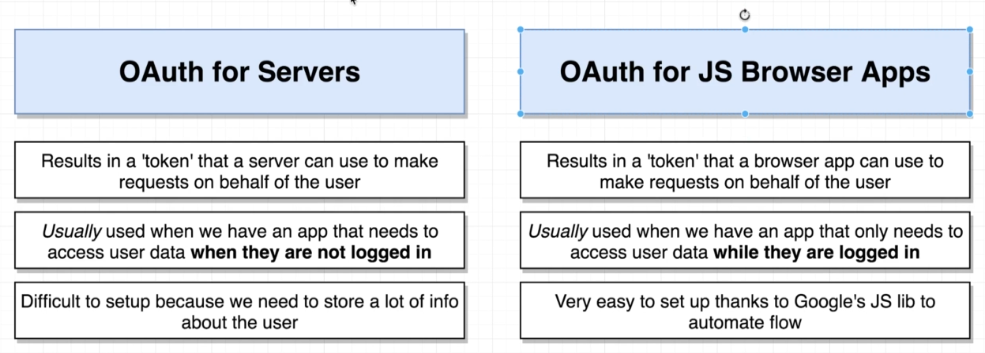 OAuth for Servers
Results in a 'token' that a server can use to make
requests on behalf of the user
Usually used when we have an app that needs to
access user data when they are not logged in
Difficult to setup because we need to store a lot of info
about the user
OAuth for JS Browser Apps
Results in a 'token' that a browser app can use to
make requests on behalf of the user
Usually used when we have an app that only needs to
access user data while they are logged in
Very easy to set up thanks to Google's JS lib to
automate flow